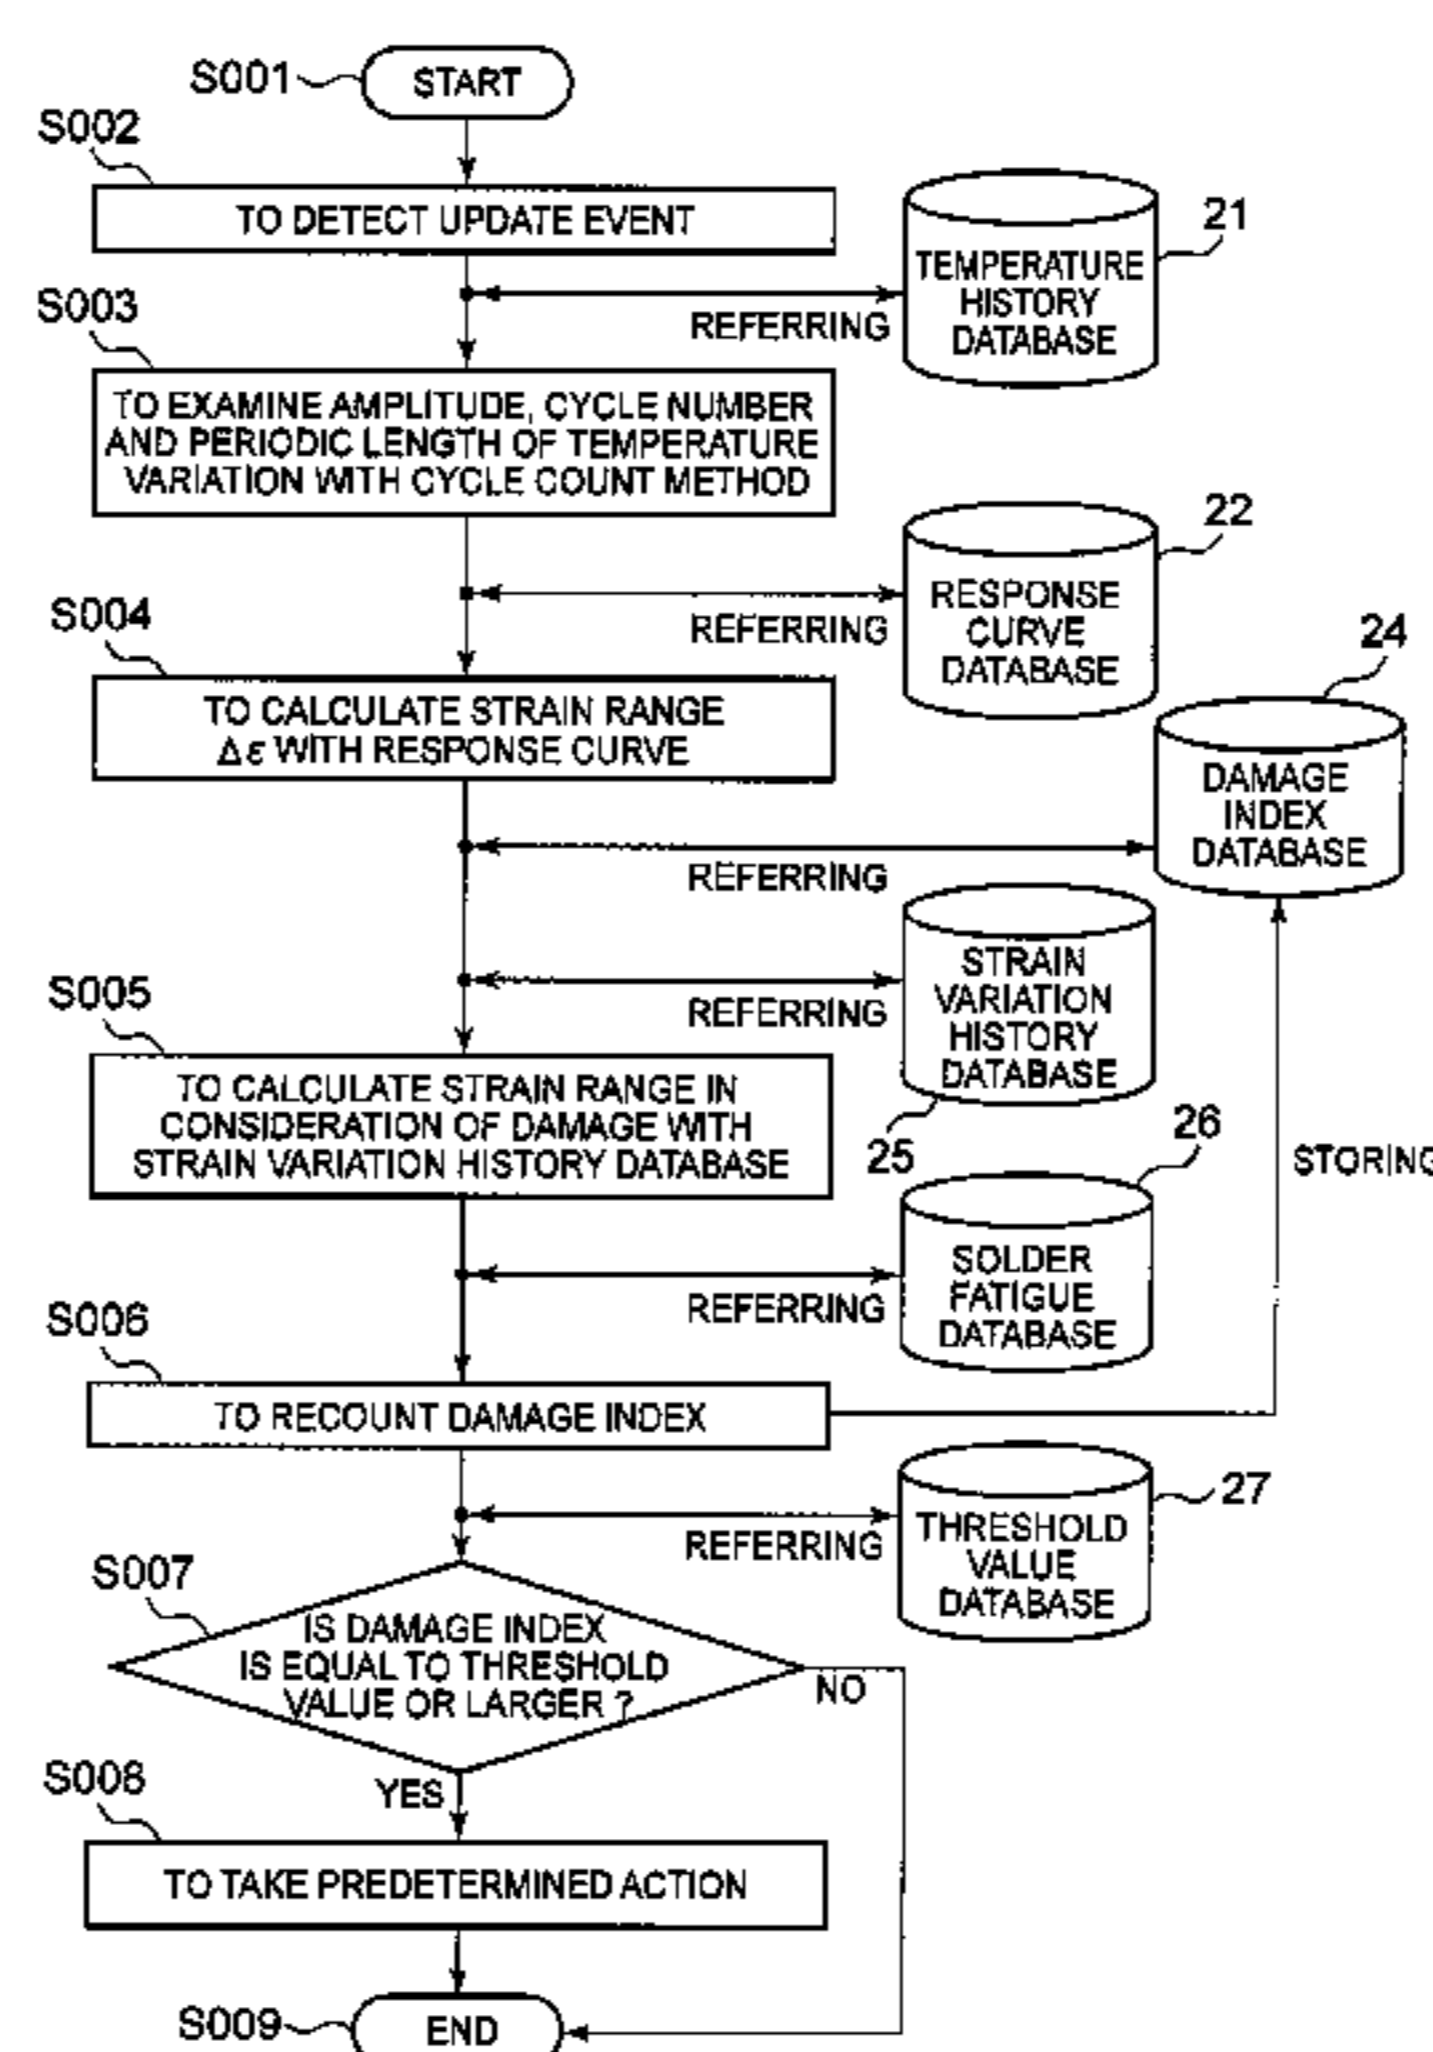 S001
START
S002
TO DETECT UPDATE EVENT
21
TEMPERATURE
HISTORY
DATABASE
REFERRING
S003
TO EXAMINE AMPLITUDE, CYCLE NUMBER
AND PERIODIC LENGTH OF TEMPERATURE
VARIATION WITH CYCLE COUNT METHOD
22
RESPONSE
CURVE
DATABASE
REFERRING
S004
TO CALCULATE STRAIN RANGE
Δε WITH RESPONSE CURVE
24
DAMAGE
INDEX
DATABASE
REFERRING
STRAIN
VARIATION
HISTORY
DATABASE
25
REFERRING
S005
TO CALCULATE STRAIN RANGE IN
CONSIDERATION OF DAMAGE WITH
STRAIN VARIATION HISTORY DATABASE
26
STORING
SOLDER
FATIGUE
DATABASE
REFERRING
S006
TO RECOUNT DAMAGE INDEX
27
THRESHOLD
VALUE
DATABASE
REFERRING
S007
IS DAMAGE INDEX
IS EQUAL TO THRESHOLD
VALUE OR LARGER ?
NO
YES
S008
TO TAKE PREDETERMINED ACTION
S009
END